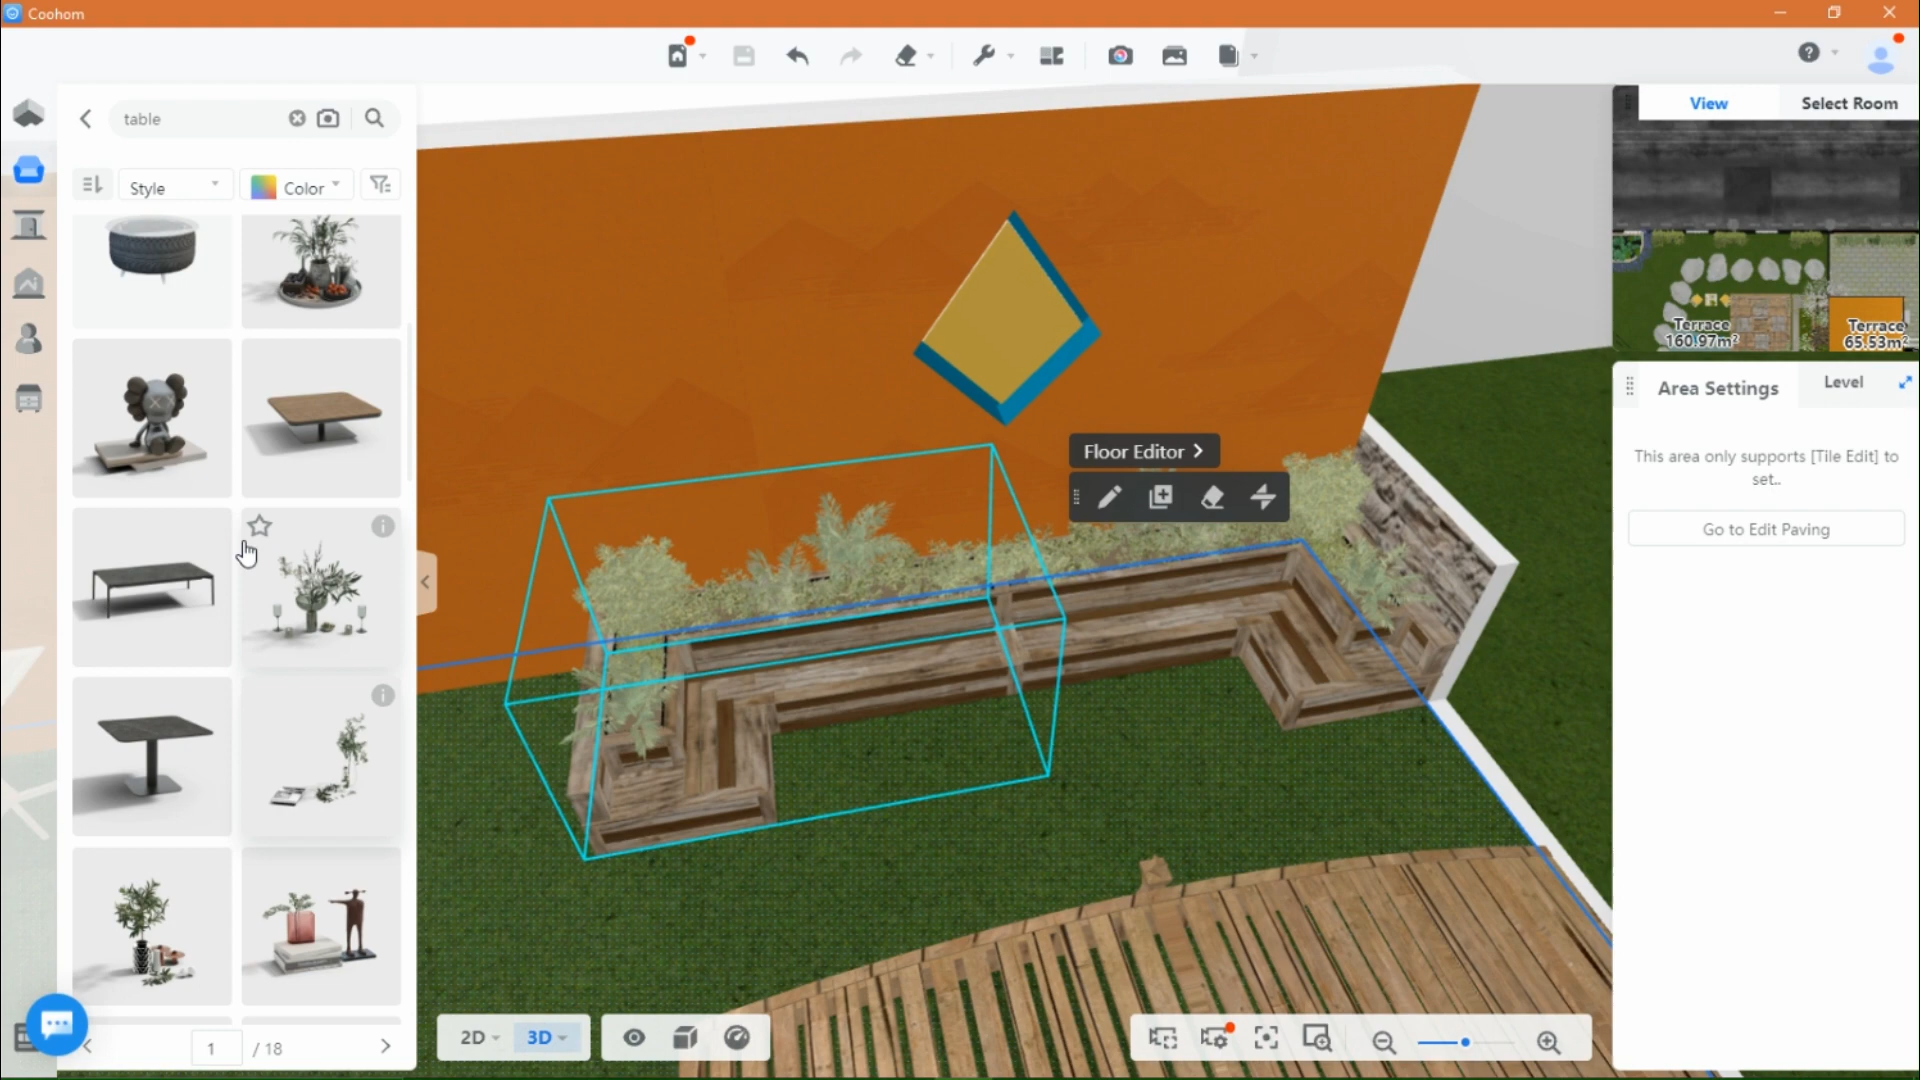 Coohom
table
Style
Color
View
Select Room
Terrace
160.97m²
Terrace
65.53m²
Area Settings
Level
This area only supports [Tile Edit] to
set..
Go to Edit Paving
Floor Editor
1 / 18
2D
3D